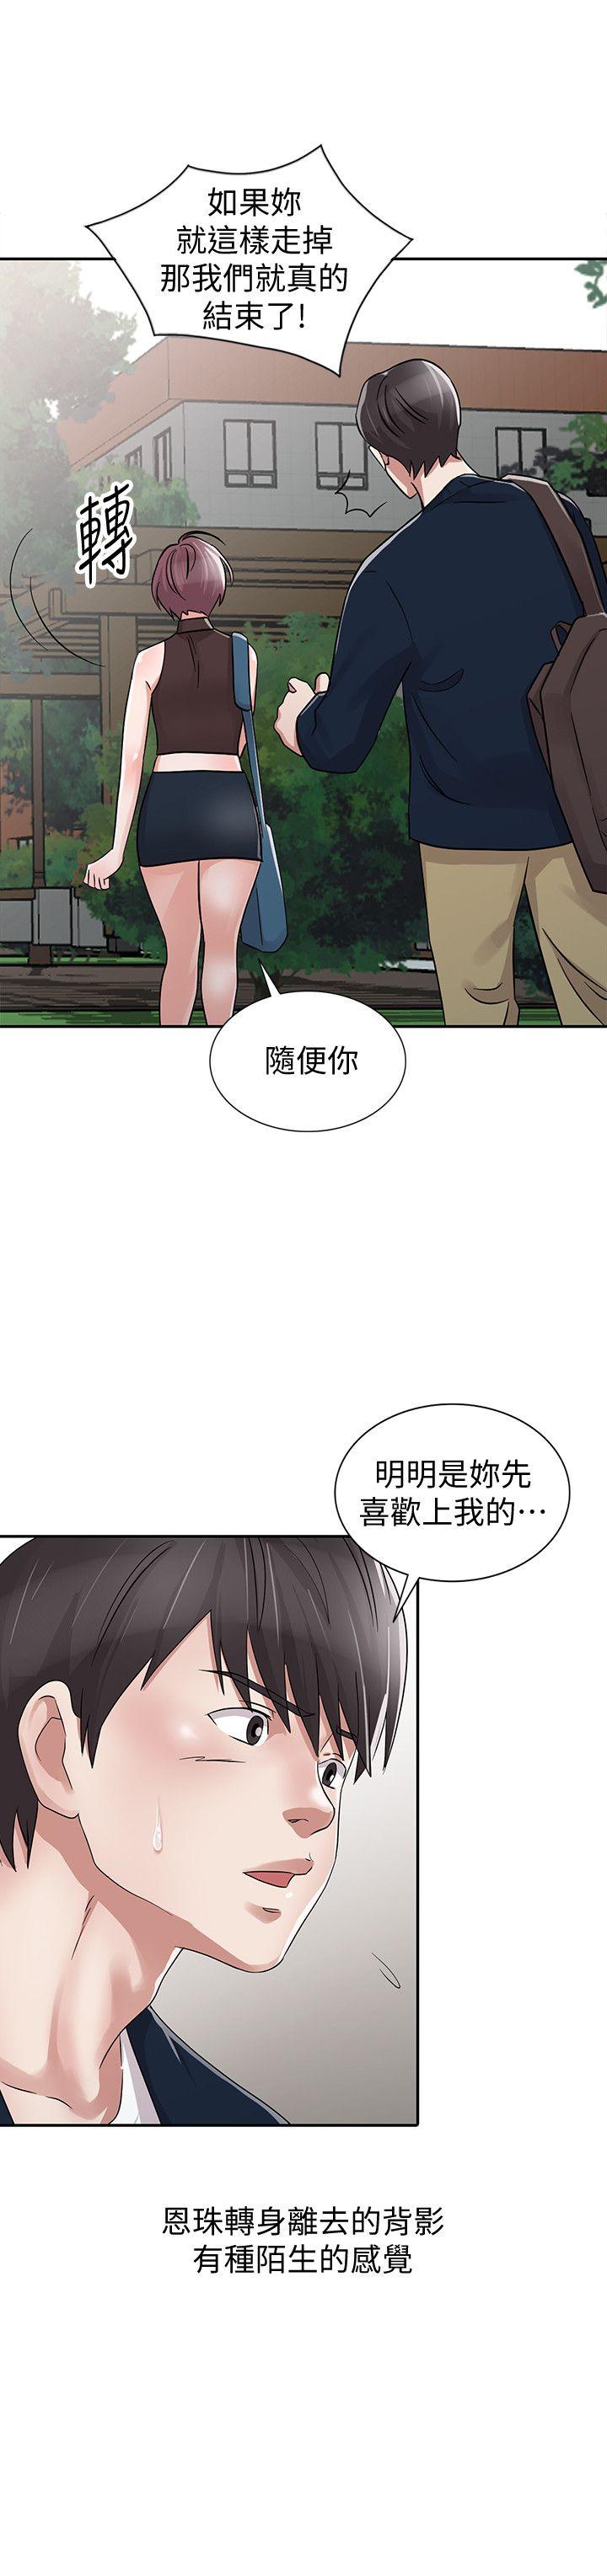 如果妳
就這樣走掉
那我們就真的
結束了!
轉
隨便你
明明是妳先
喜歡上我的⋯
恩珠轉身離去的背影
有種陌生的感覺